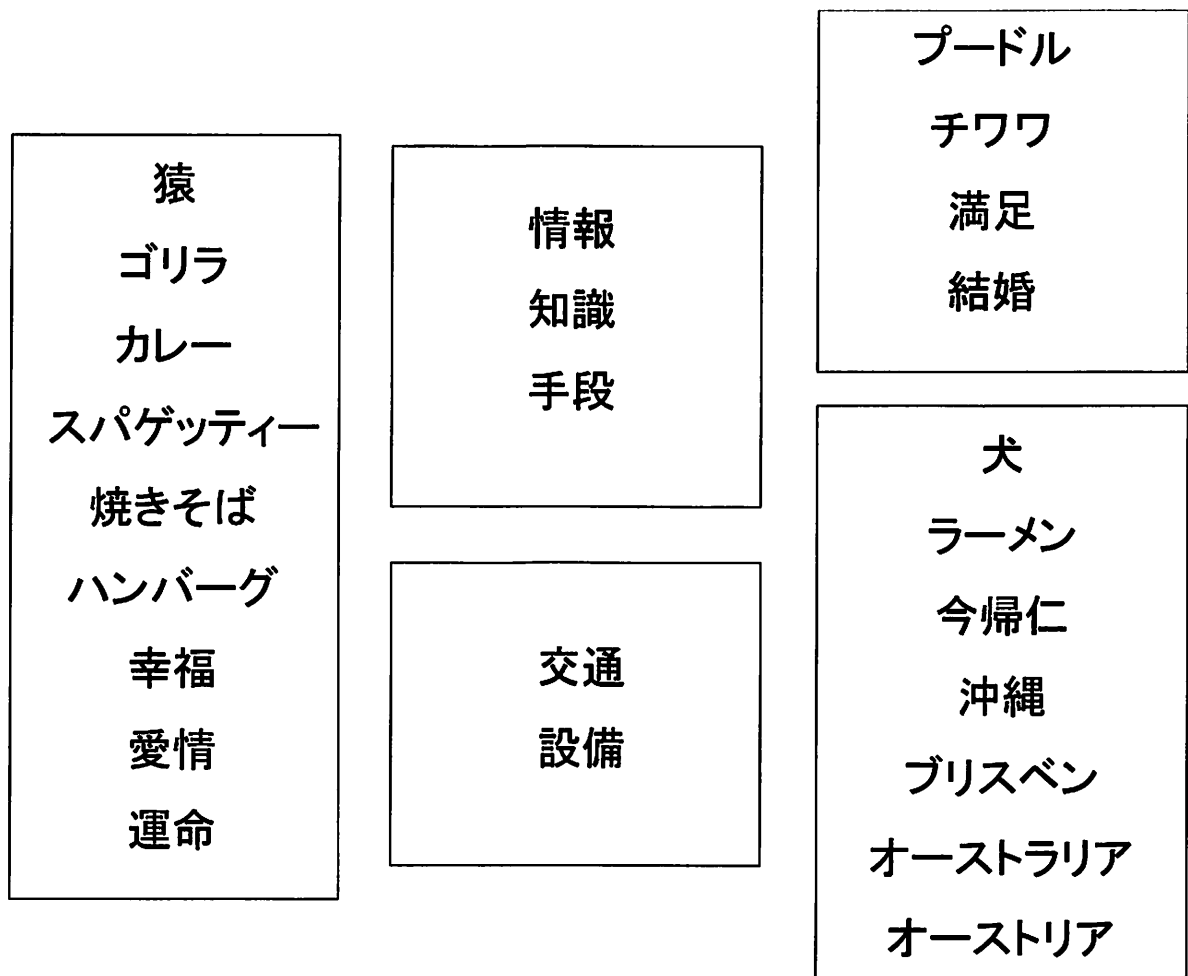 猿
ゴリラ
カレー
スパゲッティー
焼きそば
ハンバーグ
幸福
愛情
運命
情報
知識
手段
交通
設備
プードル
チワワ
満足
結婚
犬
ラーメン
今帰仁
沖縄
ブリスベン
オーストラリア
オーストリア